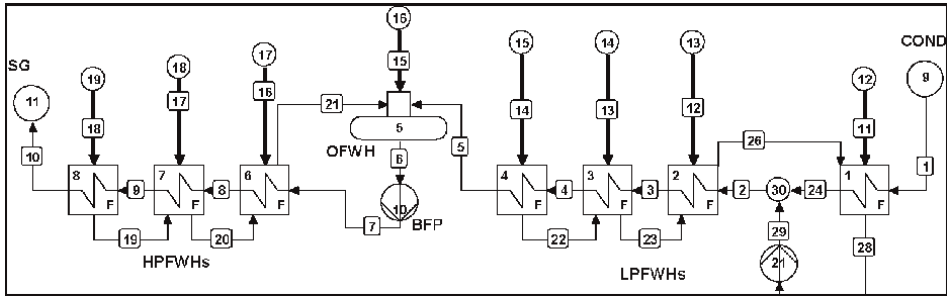 16
15 14 13 COND
SG 19 18 17 12 9
11 15
18 17 16 21 14 13 12 26 11
5
OFWH
10 6 5 1
8 9 7 8 6 4 4 3 3 2 2 30 24 1
F F F F F F F
10
7 BFP 29
19 20 22 23 28
HPFWHs 21
LPFWHs